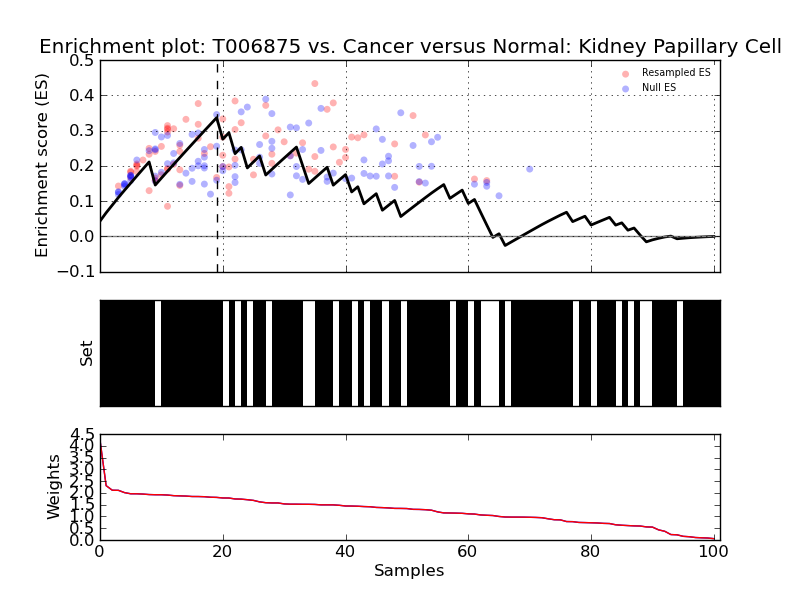 Enrichment plot: T006875 vs. Cancer versus Normal: Kidney Papillary Cell
Enrichment score (ES)
0.5
0.4
0.3
0.2
0.1
0.0
−0.1
Resampled ES
Null ES
Set
Weights
4.5
4.0
3.5
3.0
2.5
2.0
1.5
1.0
0.5
0.0
0 20 40 60 80 100
Samples